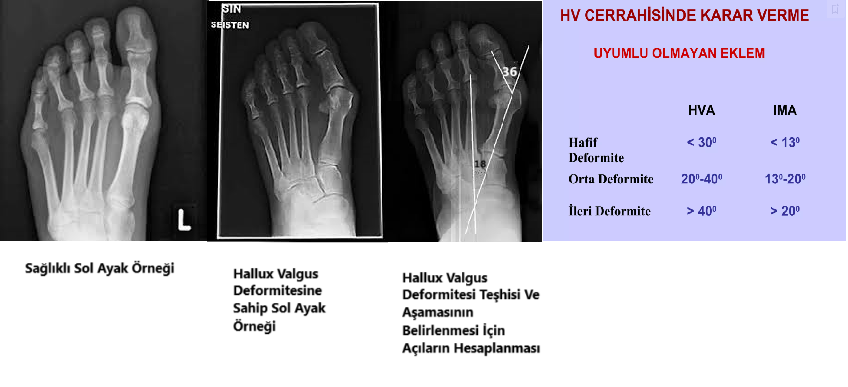 L
SIN
SEISTEN
36
18
HV CERRAHİSİNDE KARAR VERME
UYUMLU OLMAYAN EKLEM
HVA IMA
Hafif Deformite < 30⁰ < 13⁰
Orta Deformite 20⁰-40⁰ 13⁰-20⁰
İleri Deformite > 40⁰ > 20⁰
Sağlıklı Sol Ayak Örneği
Hallux Valgus
Deformitesine
Sahip Sol Ayak
Örneği
Hallux Valgus
Deformitesi Teşhisi Ve
Aşamasının
Belirlenmesi İçin
Açıların Hesaplanması